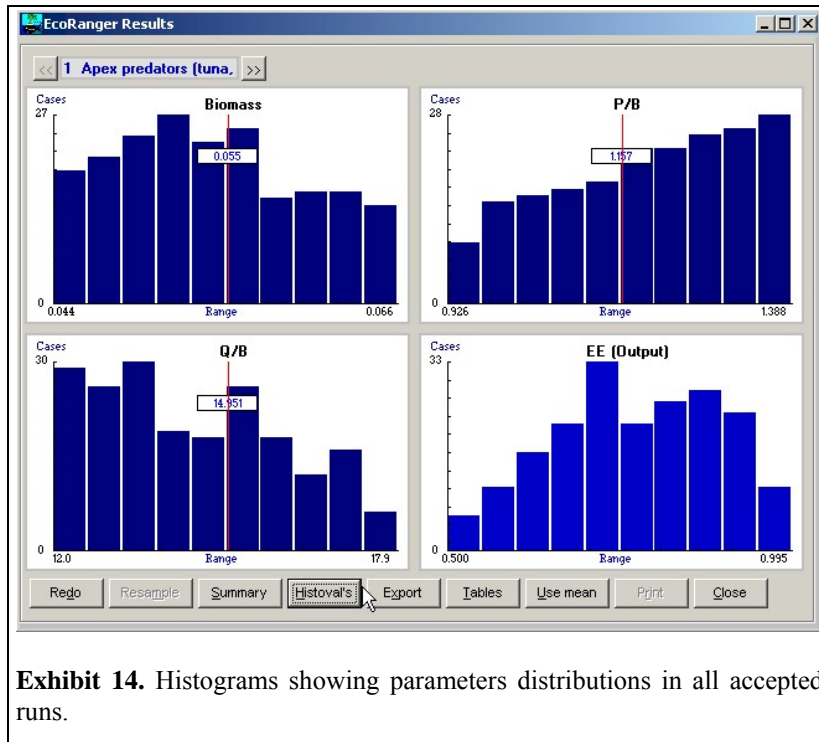 EcoRanger Results
<< 1 Apex predators (tuna, >>
Cases
27
Biomass
0.055
0
0.044
Range
0.066
Cases
28
P/B
1.157
0
0.926
Range
1.388
Cases
30
Q/B
14.951
0
12.0
Range
17.9
Cases
33
EE (Output)
0
0.500
Range
0.995
Redo Resample Summary Histoval's Export Tables Use mean Print Close
Exhibit 14. Histograms showing parameters distributions in all accepted
runs.